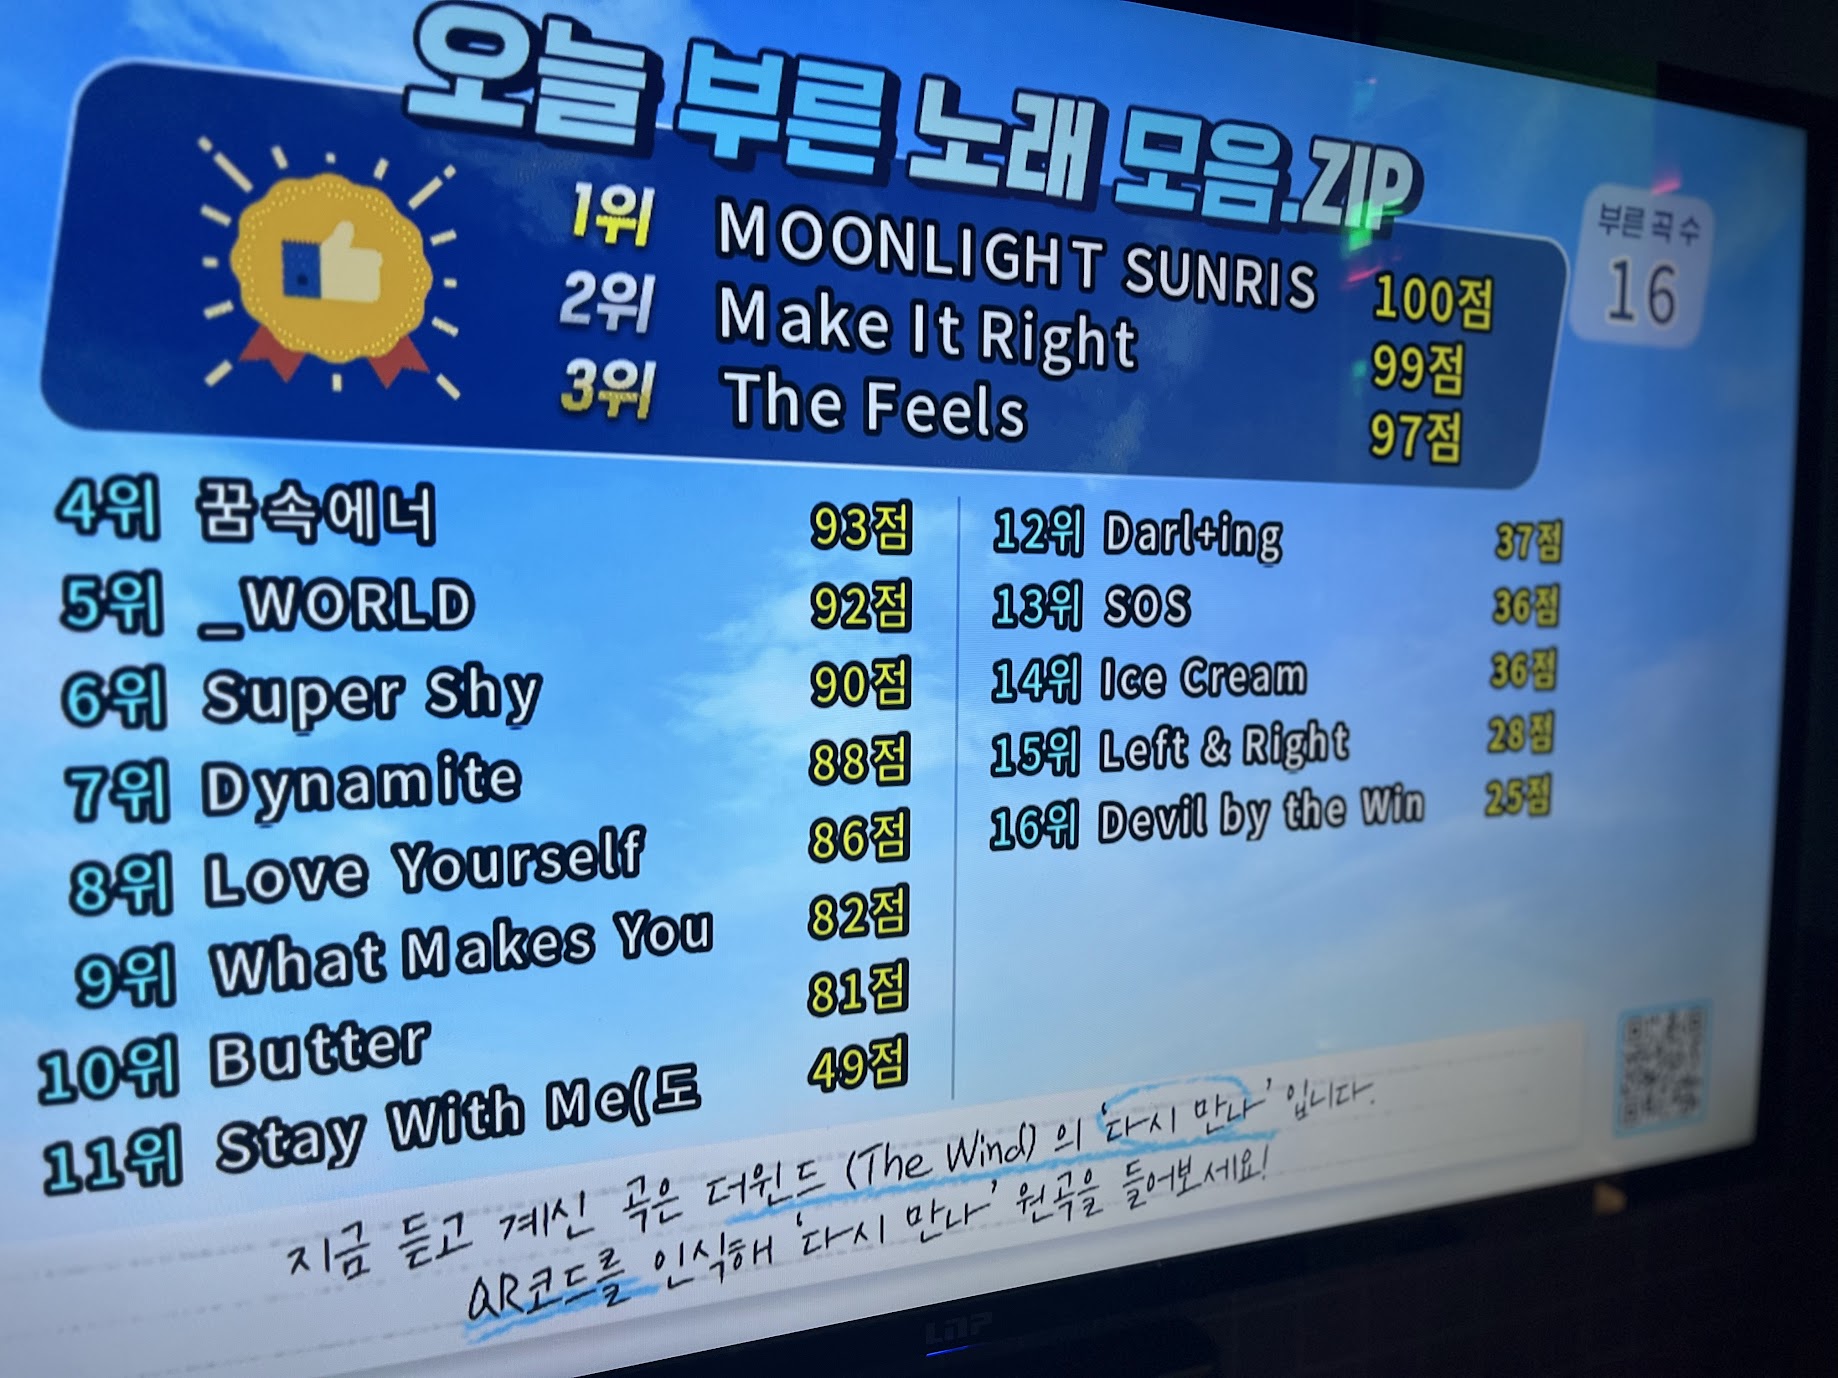 오늘 부른 노래 모음.ZIP
부른 곡 수
16
1위 MOONLIGHT SUNRIS 100점
2위 Make It Right 99점
3위 The Feels 97점
4위 꿈속에너 93점
5위 _WORLD 92점
6위 Super Shy 90점
7위 Dynamite 88점
8위 Love Yourself 86점
9위 What Makes You 82점
10위 Butter 81점
11위 Stay With Me(도 49점
12위 Darl+ing 37점
13위 SOS 36점
14위 Ice Cream 36점
15위 Left & Right 28점
16위 Devil by the Win 25점
지금 듣고 계신 곡은 더윈드 (The Wind) 의 '다시 만나' 입니다.
QR코드를 인식해 '다시 만나' 원곡을 들어보세요!